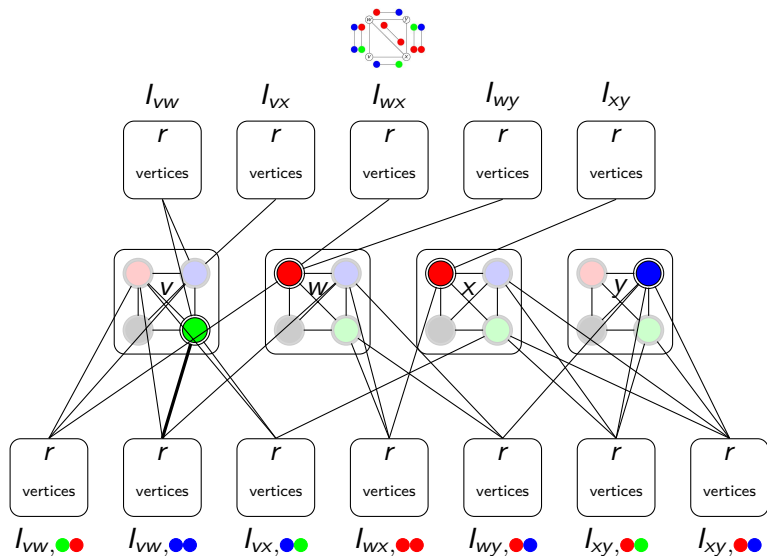 w y
v x
I_vw I_vx I_wx I_wy I_xy
r r r r r
vertices vertices vertices vertices vertices
v w x y
r r r r r r r
vertices vertices vertices vertices vertices vertices vertices
I_vw, I_vw, I_vx, I_wx, I_wy, I_xy, I_xy,